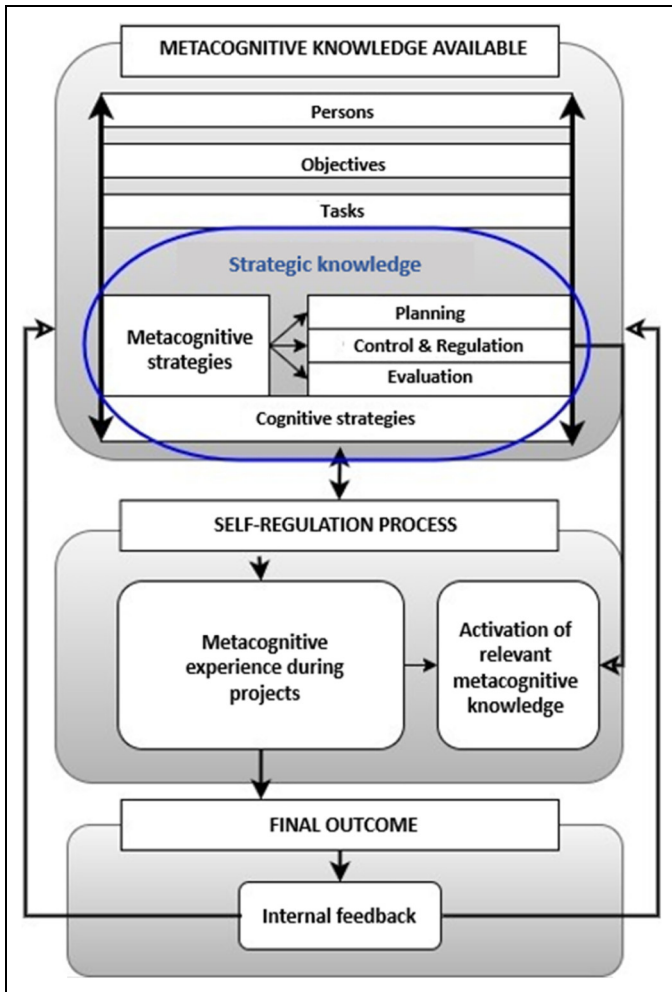 METACOGNITIVE KNOWLEDGE AVAILABLE
Persons
Objectives
Tasks
Strategic knowledge
Metacognitive
strategies
Planning
Control & Regulation
Evaluation
Cognitive strategies
SELF-REGULATION PROCESS
Metacognitive
experience during
projects
Activation of
relevant
metacognitive
knowledge
FINAL OUTCOME
Internal feedback